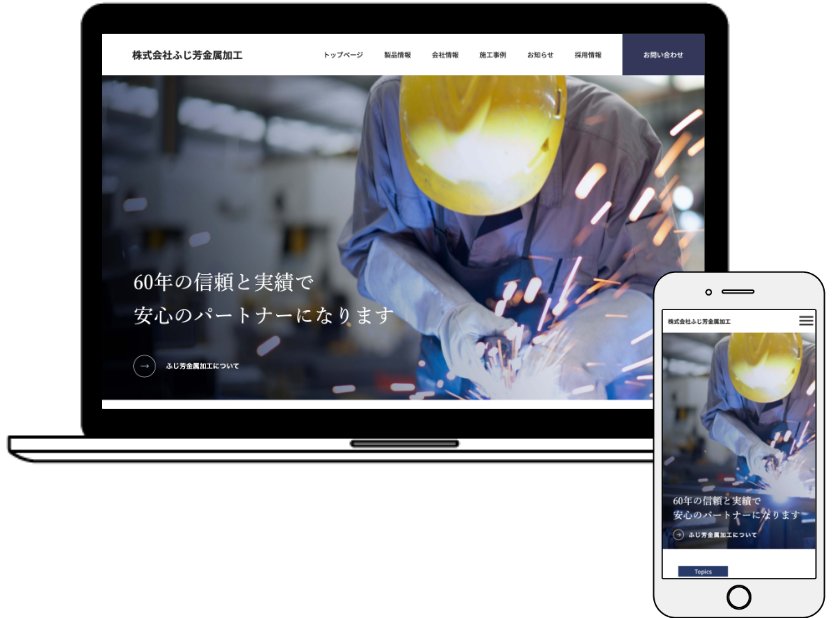 株式会社ふじ芳金属加工
トップページ
製品情報
会社情報
施工事例
お知らせ
採用情報
お問い合わせ
60年の信頼と実績で
安心のパートナーになります
ふじ芳金属加工について
株式会社ふじ芳金属加工
60年の信頼と実績で
安心のパートナーになります
ふじ芳金属加工について
Topics